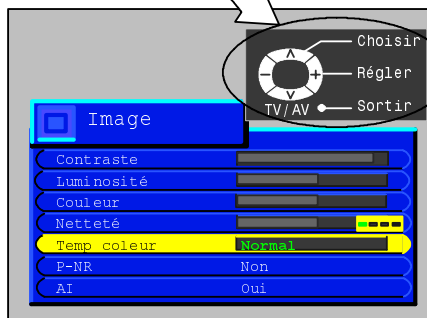 Choisir
Régler
TV/AV Sortir
Image
Contraste
Luminosité
Couleur
Netteté
Temp coleur Normal
P-NR Non
AI Oui